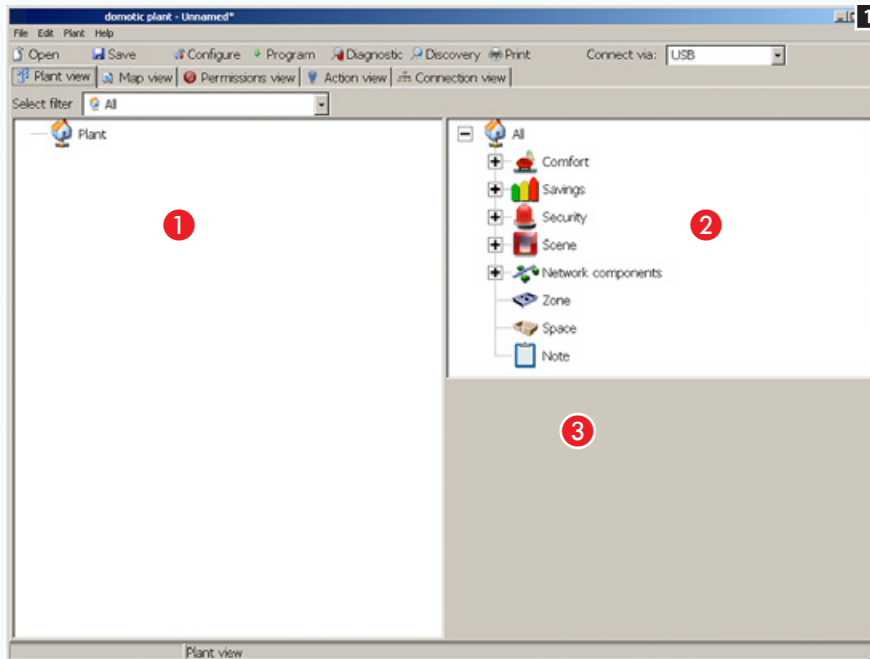 domotic plant - Unnamed*
1
File Edit Plant Help
Open Save Configure Program Diagnostic Discovery Print Connect via: USB
Plant view Map view Permissions view Action view Connection view
Select filter All
Plant
1
All
Comfort
Savings
Security
Scene
Network components
Zone
Space
Note
2
3
Plant view